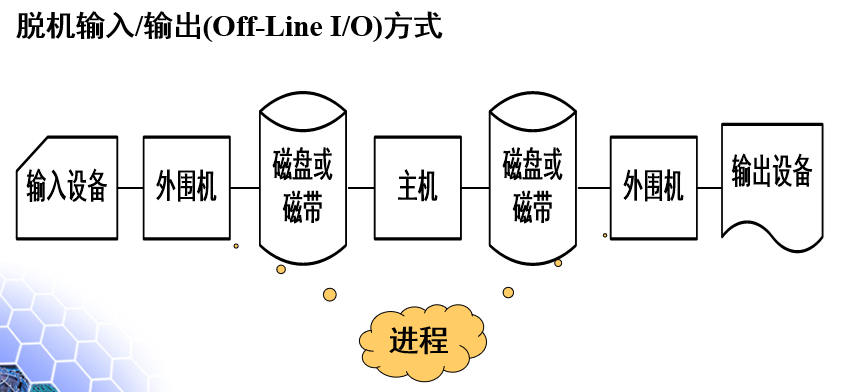 脱机输入/输出(Off-Line I/O)方式
输入设备
外围机
磁盘或
磁带
主机
磁盘或
磁带
外围机
输出设备
进程